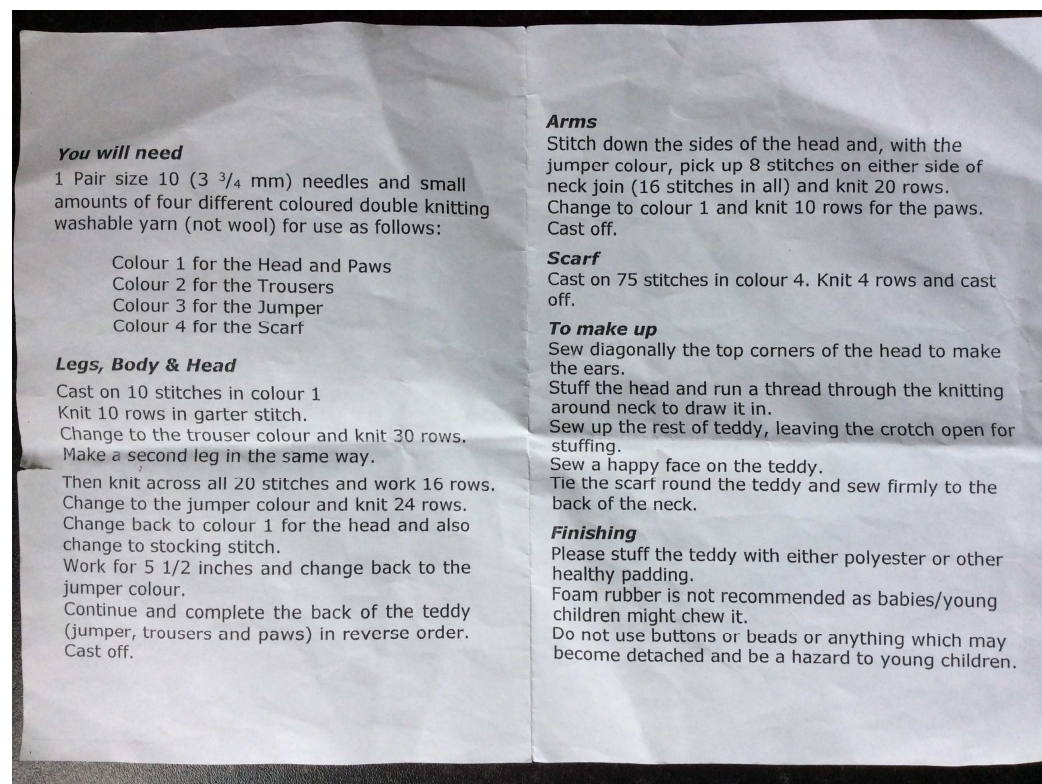 You will need
1 Pair size 10 (3 3/4 mm) needles and small
amounts of four different coloured double knitting
washable yarn (not wool) for use as follows:
Colour 1 for the Head and Paws
Colour 2 for the Trousers
Colour 3 for the Jumper
Colour 4 for the Scarf
Legs, Body & Head
Cast on 10 stitches in colour 1
Knit 10 rows in garter stitch.
Change to the trouser colour and knit 30 rows.
Make a second leg in the same way.
Then knit across all 20 stitches and work 16 rows.
Change to the jumper colour and knit 24 rows.
Change back to colour 1 for the head and also
change to stocking stitch.
Work for 5 1/2 inches and change back to the
jumper colour.
Continue and complete the back of the teddy
(jumper, trousers and paws) in reverse order.
Cast off.
Arms
Stitch down the sides of the head and, with the
jumper colour, pick up 8 stitches on either side of
neck join (16 stitches in all) and knit 20 rows.
Change to colour 1 and knit 10 rows for the paws.
Cast off.
Scarf
Cast on 75 stitches in colour 4. Knit 4 rows and cast
off.
To make up
Sew diagonally the top corners of the head to make
the ears.
Stuff the head and run a thread through the knitting
around neck to draw it in.
Sew up the rest of teddy, leaving the crotch open for
stuffing.
Sew a happy face on the teddy.
Tie the scarf round the teddy and sew firmly to the
back of the neck.
Finishing
Please stuff the teddy with either polyester or other
healthy padding.
Foam rubber is not recommended as babies/young
children might chew it.
Do not use buttons or beads or anything which may
become detached and be a hazard to young children.